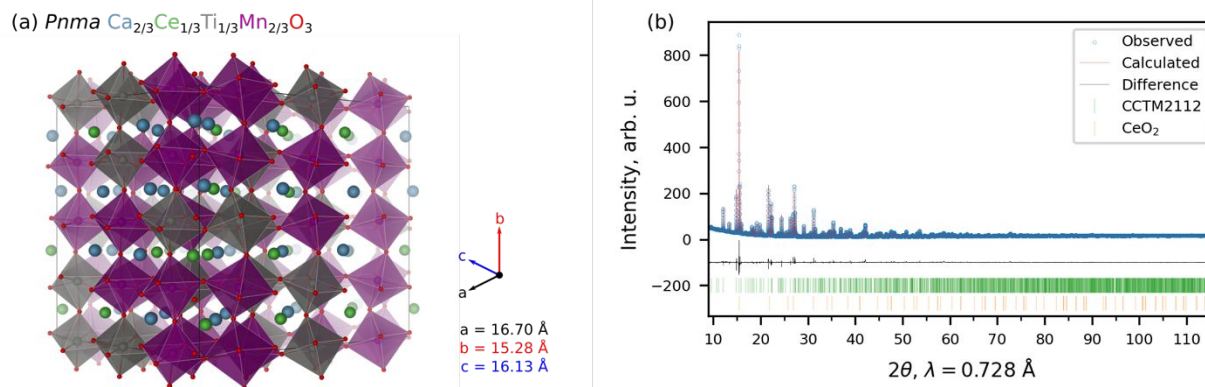 (a) Pnma Ca2/3Ce1/3Ti1/3Mn2/3O3
b
c
a
a = 16.70 Å
b = 15.28 Å
c = 16.13 Å
(b)
Observed
Calculated
Difference
CCTM2112
CeO2
Intensity, arb. u.
800
600
400
200
0
−200
10 20 30 40 50 60 70 80 90 100 110
2θ, λ = 0.728 Å